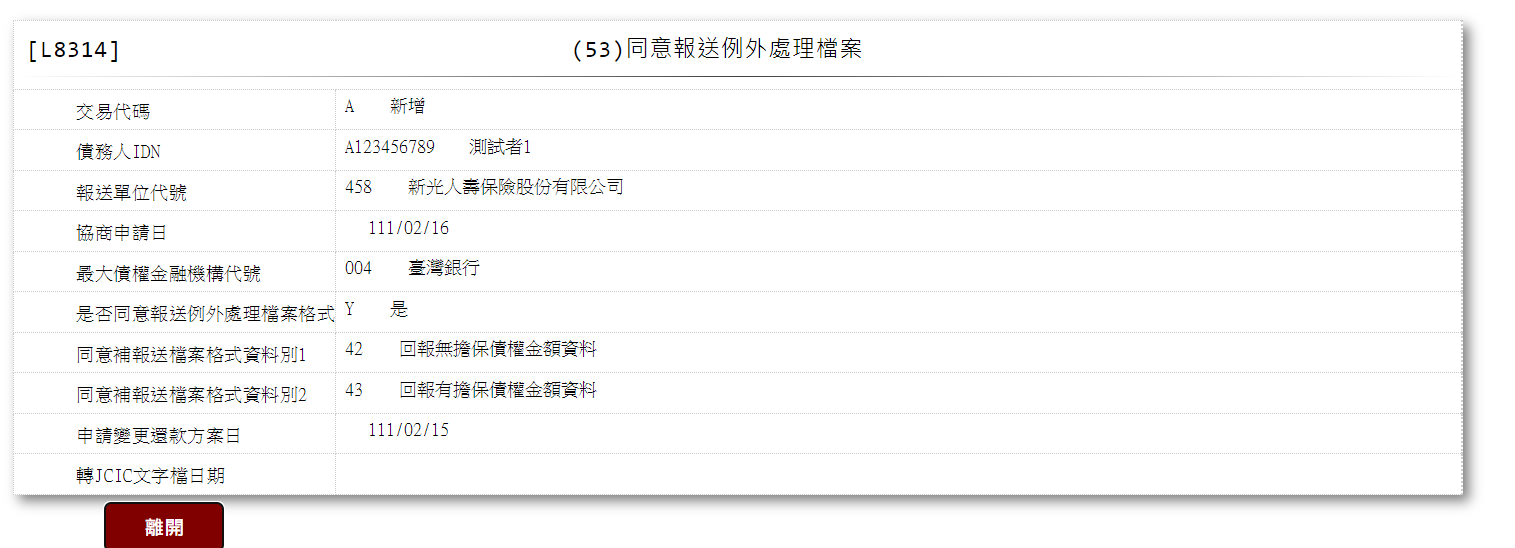 [L8314] (53)同意報送例外處理檔案
交易代碼 A 新增
債務人IDN A123456789 測試者1
報送單位代號 458 新光人壽保險股份有限公司
協商申請日 111/02/16
最大債權金融機構代號 004 臺灣銀行
是否同意報送例外處理檔案格式 Y 是
同意補報送檔案格式資料別1 42 回報無擔保債權金額資料
同意補報送檔案格式資料別2 43 回報有擔保債權金額資料
申請變更還款方案日 111/02/15
轉JCIC文字檔日期
離開